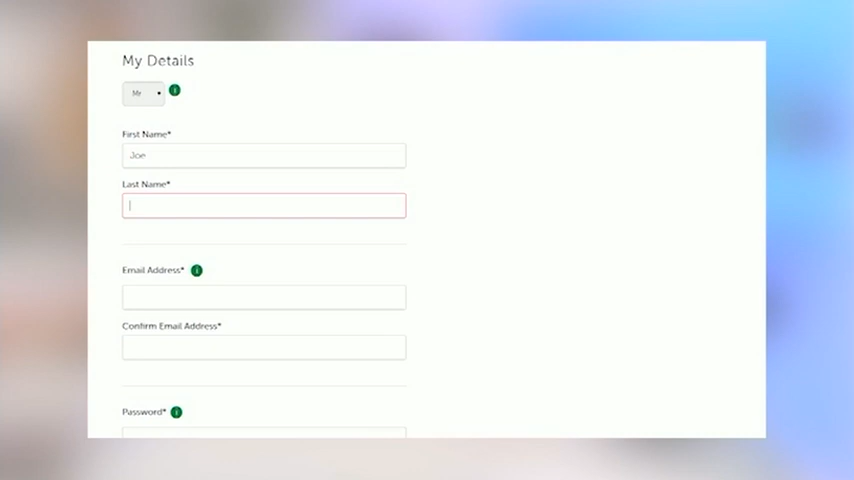 My Details
Mr
First Name*
Joe
Last Name*
Email Address*
Confirm Email Address*
Password*